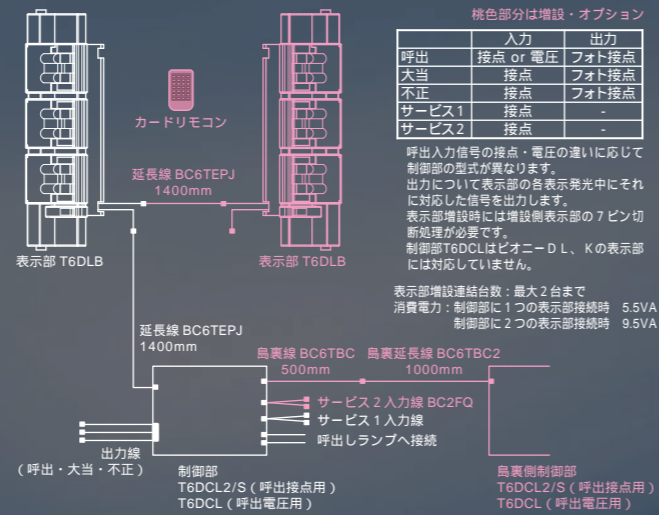 桃色部分は増設・オプション
入力 出力
呼出 接点 or 電圧 フォト接点
大当 接点 フォト接点
不正 接点 フォト接点
サービス1 接点 -
サービス2 接点 -
呼出入力信号の接点・電圧の違いに応じて
制御部の型式が異なります。
出力について表示部の各表示発光中にそれ
に対応した信号を出力します。
表示部増設時には増設側表示部の7ピン切
断処理が必要です。
制御部T6DCLはピオニーDL、Kの表示部
には対応していません。
表示部増設連結台数:最大2台まで
消費電力:制御部に1つの表示部接続時 5.5VA
制御部に2つの表示部接続時 9.5VA
カードリモコン
延長線 BC6TEPJ
1400mm
表示部 T6DLB
表示部 T6DLB
延長線 BC6TEPJ
1400mm
島裏線 BC6TBC
500mm
島裏延長線 BC6TBC2
1000mm
サービス2入力線 BC2FQ
サービス1入力線
呼出しランプへ接続
出力線
(呼出・大当・不正)
制御部
T6DCL2/S(呼出接点用)
T6DCL(呼出電圧用)
島裏側制御部
T6DCL2/S(呼出接点用)
T6DCL(呼出電圧用)